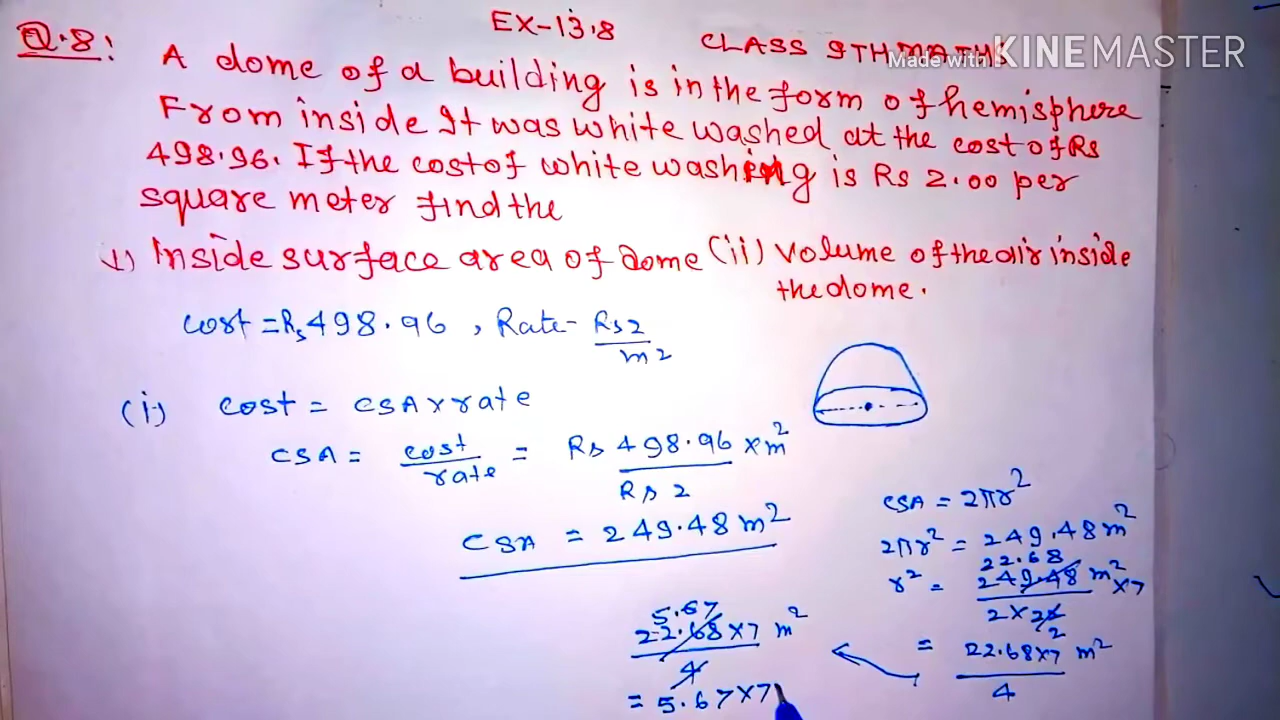 EX-13.8
CLASS 9TH MATHS
Made with KINEMASTER
Q.8: A dome of a building is in the form of hemisphere
From inside It was white washed at the cost of Rs
498.96. If the cost of white washing is Rs 2.00 per
square meter find the
i) Inside surface area of dome (ii) volume of the air inside
the dome.
cost = Rs 498.96, Rate - Rs 2
m2
(i) cost = CSA x rate
CSA = cost/rate = Rs 498.96 x m²
Rs 2
CSA = 249.48 m²
CSA = 2πr²
2πr² = 249.48 m²
22.68
r² = 249.48 m² x 7
2 x 22
2
= 22.68 x 7 m²
4
5.67
22.68 x 7 m²
4
= 5.67 x 7